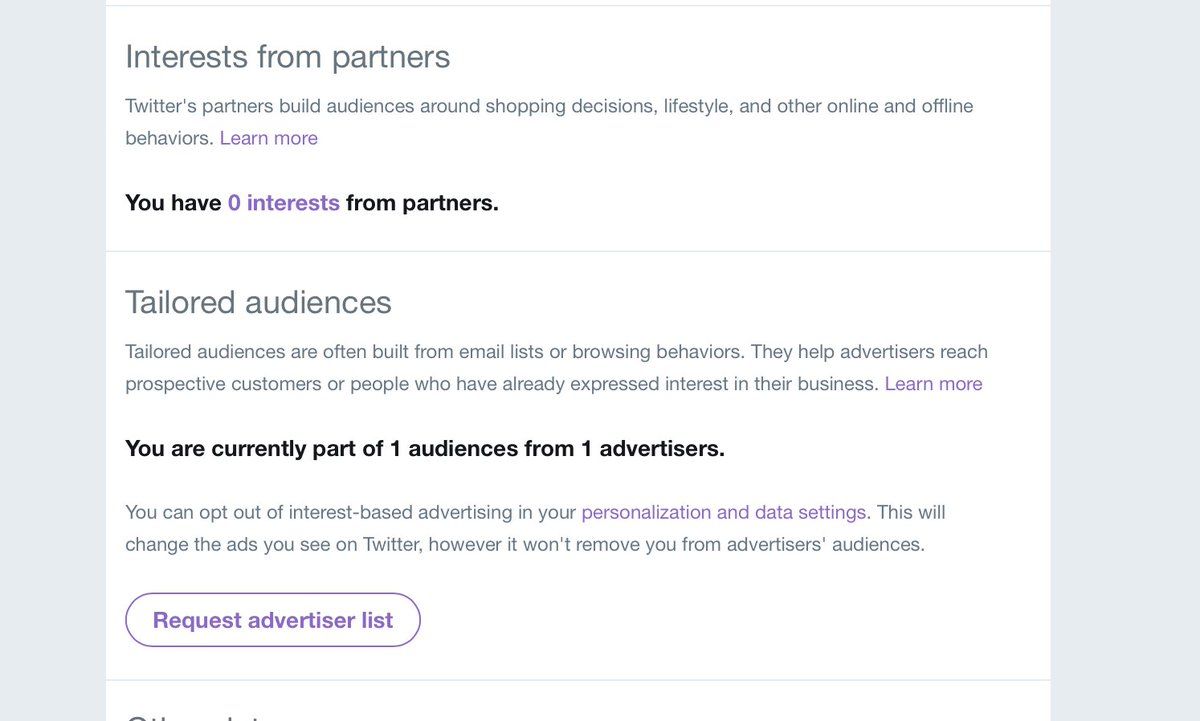 Interests from partners
Twitter's partners build audiences around shopping decisions, lifestyle, and other online and offline
behaviors. Learn more
You have 0 interests from partners.
Tailored audiences
Tailored audiences are often built from email lists or browsing behaviors. They help advertisers reach
prospective customers or people who have already expressed interest in their business. Learn more
You are currently part of 1 audiences from 1 advertisers.
You can opt out of interest-based advertising in your personalization and data settings. This will
change the ads you see on Twitter, however it won't remove you from advertisers' audiences.
Request advertiser list